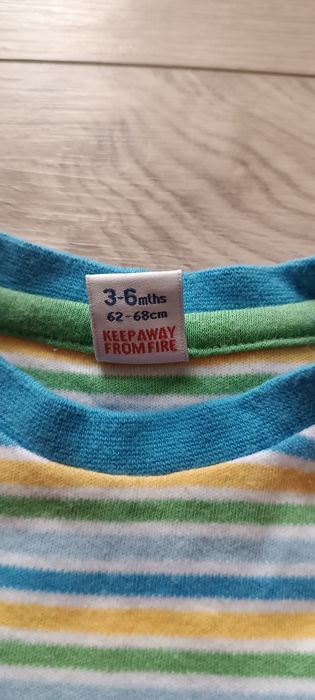 3-6mths
62-68cm
KEEP AWAY
FROM FIRE